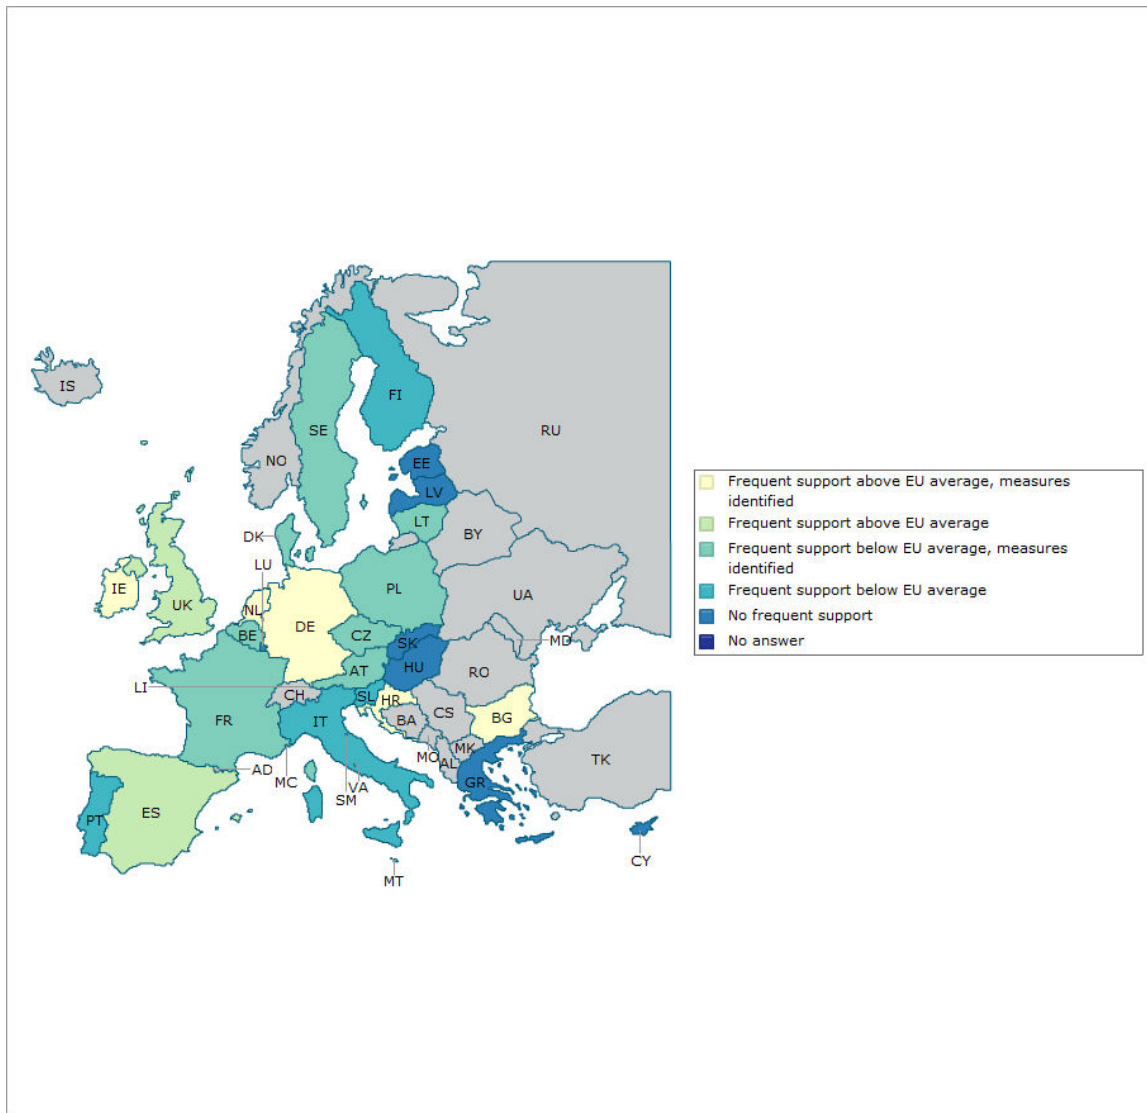 IS
FI
SE
RU
NO
EE
LV
LT
DK
BY
LU
IE
PL
UK
NL
UA
DE
BE
CZ
SK
MD
HU
AT
RO
LI
CH
SL
HR
FR
IT
BA
CS
BG
MO
MK
AL
TK
AD
MC
VA
SM
GR
ES
PT
CY
MT
Frequent support above EU average, measures
identified
Frequent support above EU average
Frequent support below EU average, measures
identified
Frequent support below EU average
No frequent support
No answer